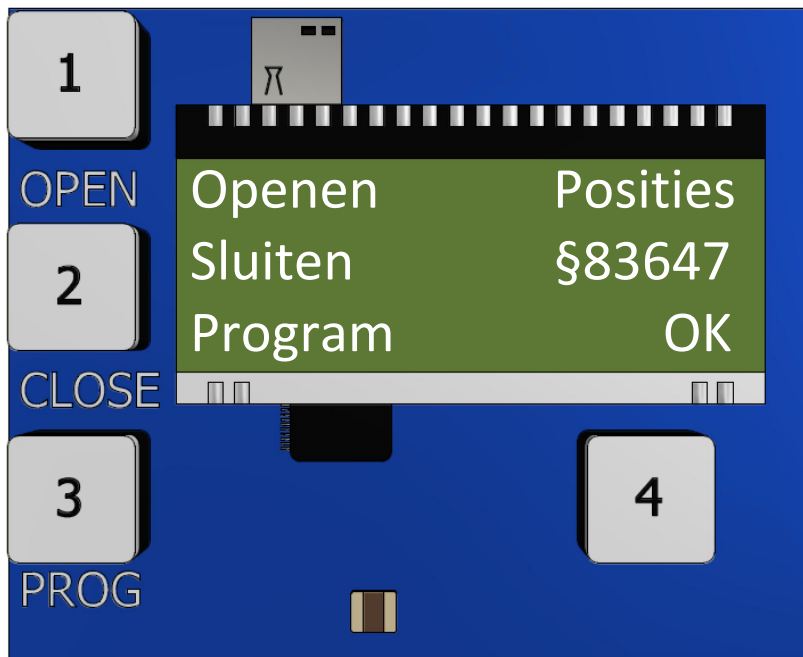 1
OPEN
2
CLOSE
3
PROG
Openen Posities
Sluiten §83647
Program OK
4